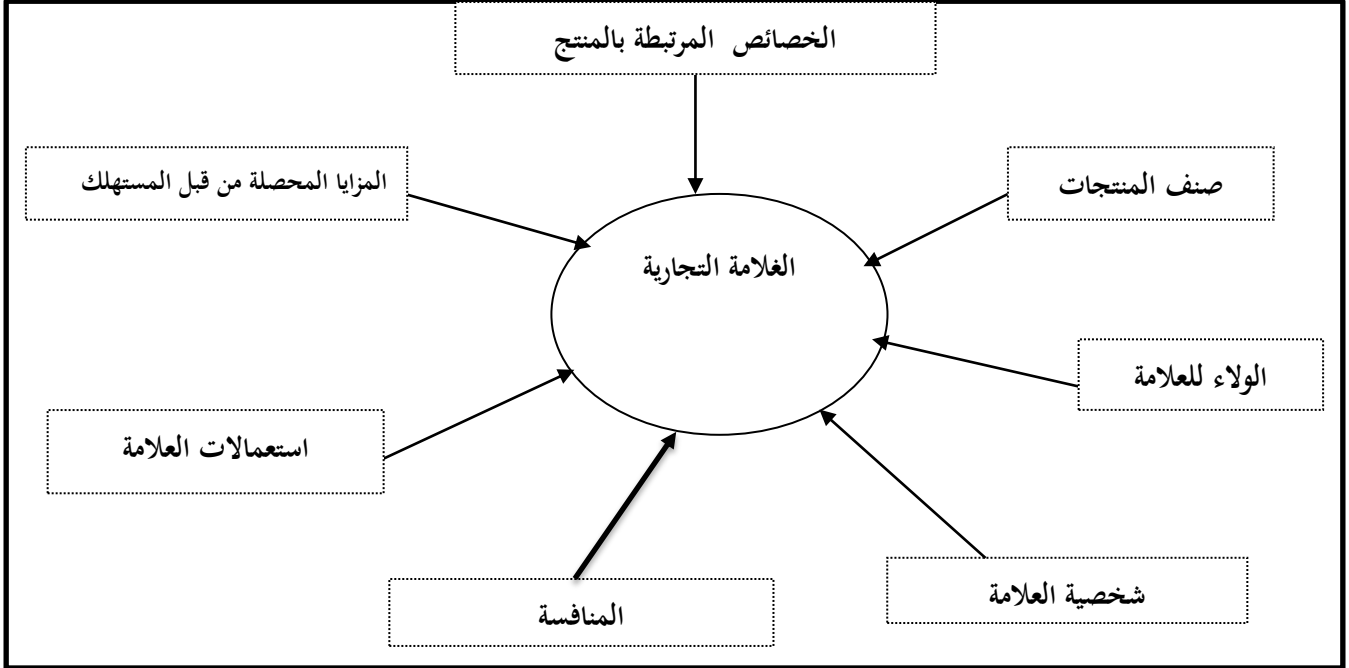 الخصائص المرتبطة بالمنتج
المزايا المحصلة من قبل المستهلك
صنف المنتجات
الغلامة التجارية
الولاء للعلامة
استعمالات العلامة
شخصية العلامة
المنافسة